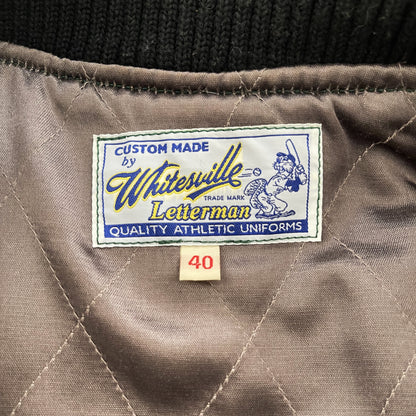 CUSTOM MADE
by
Whitesville
TRADE MARK
Letterman
QUALITY ATHLETIC UNIFORMS
40